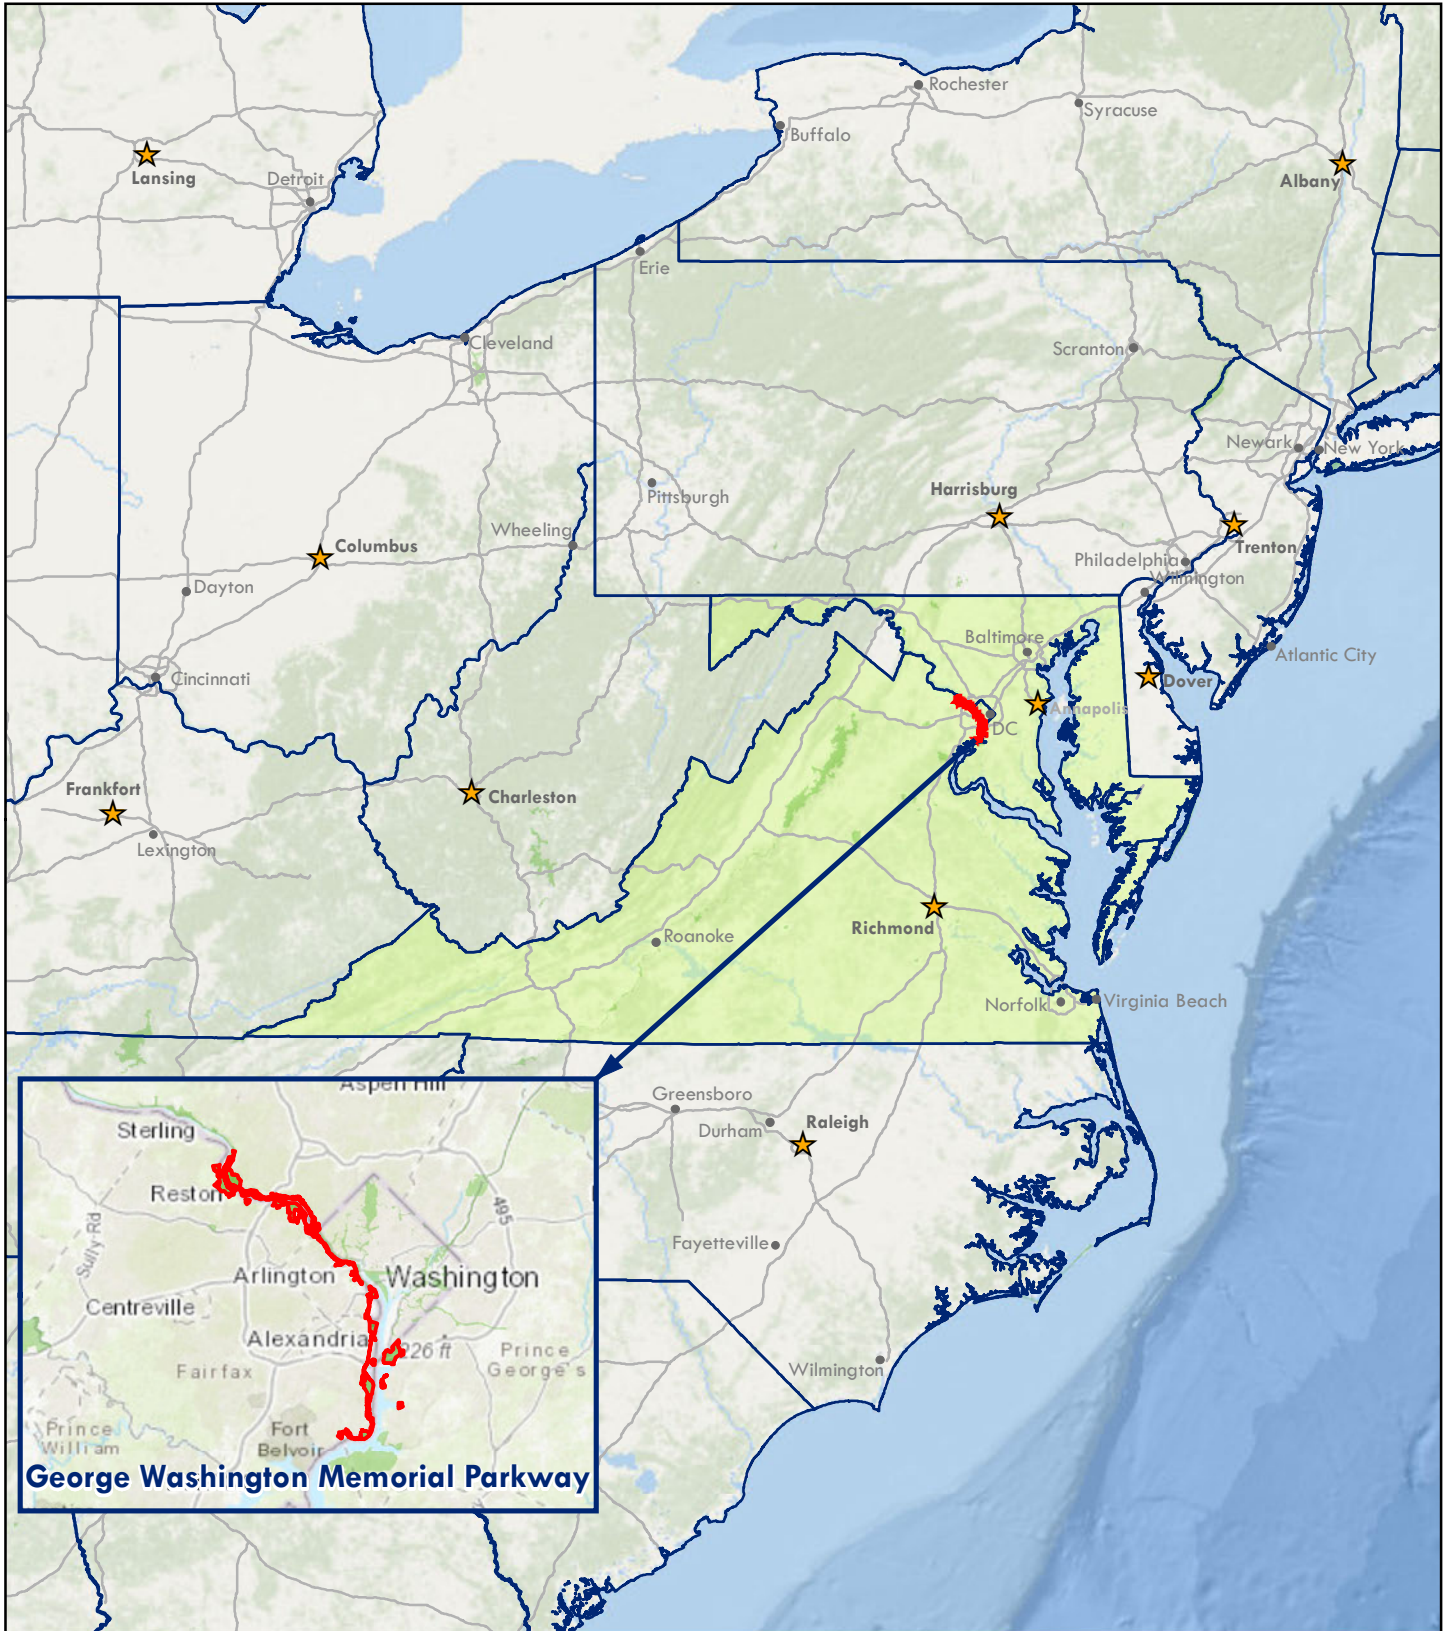 Rochester
Syracuse
Buffalo
Lansing
Detroit
Albany
Erie
Cleveland
Scranton
Newark
New York
Pittsburgh
Harrisburg
Wheeling
Columbus
Trenton
Philadelphia
Wilmington
Dayton
Baltimore
Atlantic City
Cincinnati
Dover
Annapolis
DC
Frankfort
Charleston
Lexington
Richmond
Roanoke
Norfolk
Virginia Beach
Greensboro
Durham
Raleigh
Fayetteville
Wilmington
Aspen Hill
Sterling
Reston
495
Sully Rd
Arlington
Washington
Centreville
Alexandria
226 ft
Prince
George's
Fairfax
Prince
William
Fort
Belvoir
George Washington Memorial Parkway